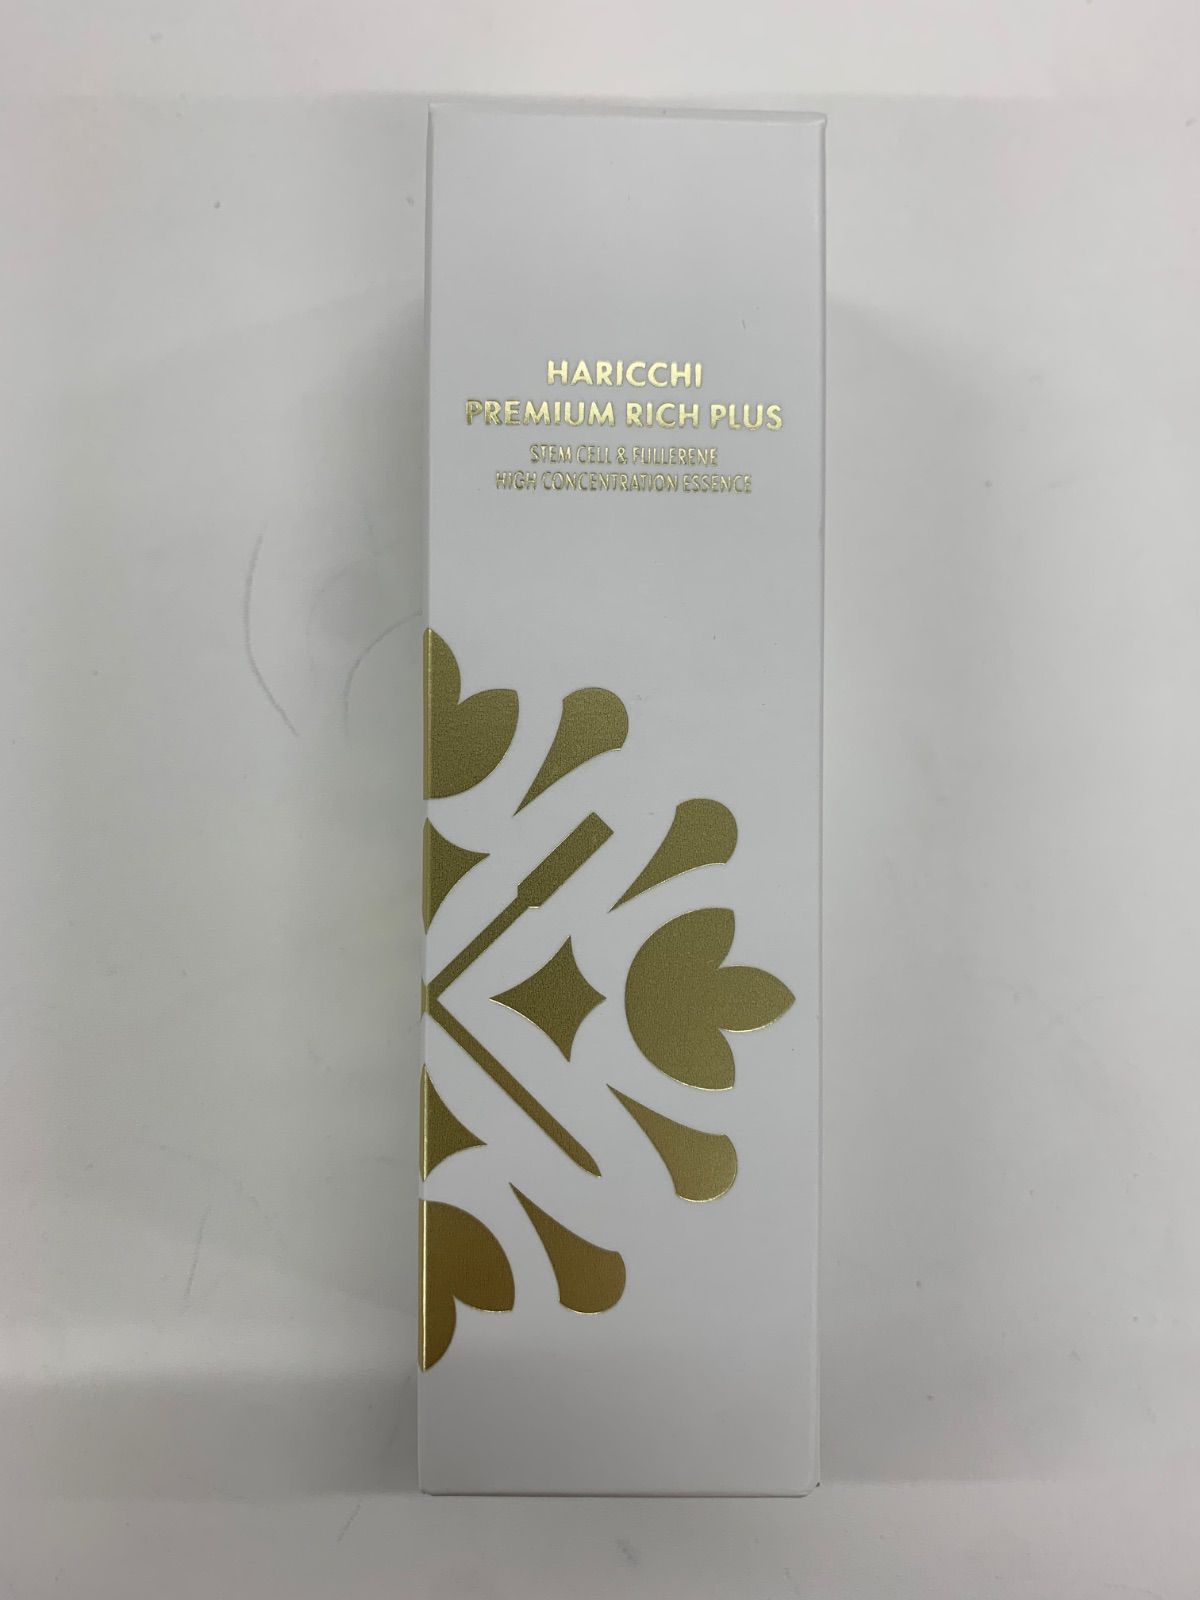 HARICCHI
PREMIUM RICH PLUS
STEM CELL & FULLERENE
HIGH CONCENTRATION ESSENCE